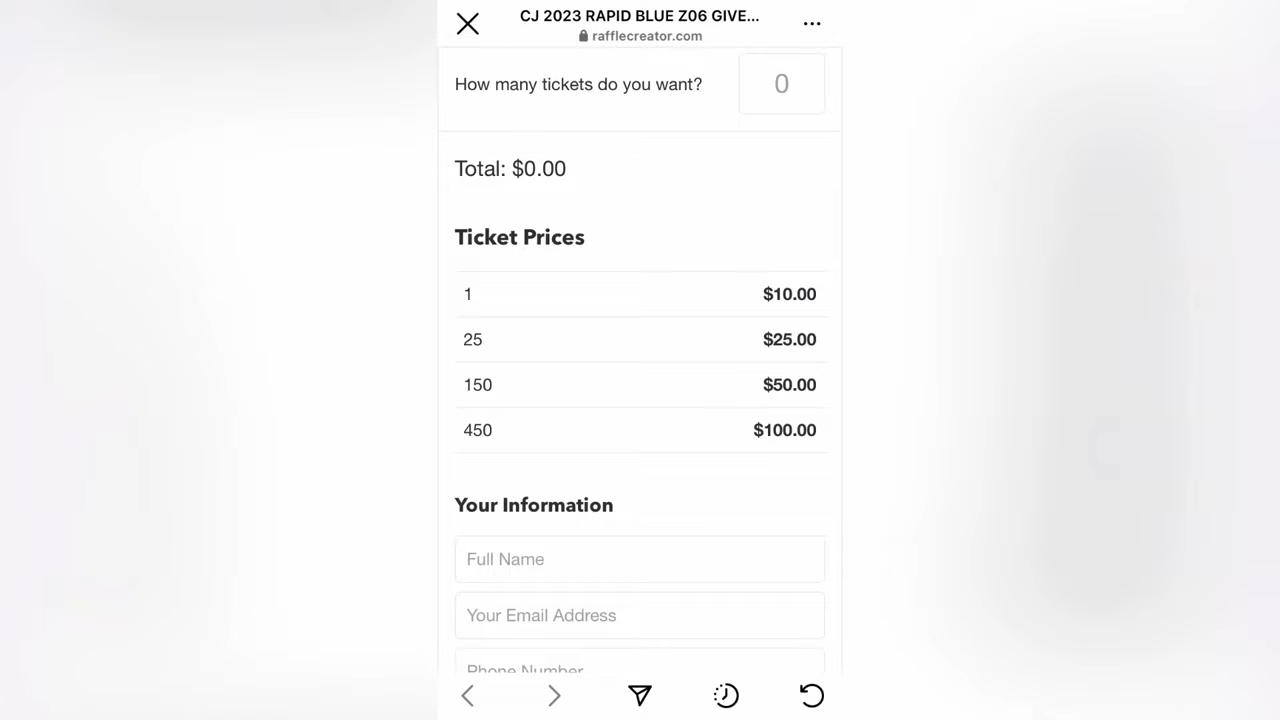 CJ 2023 RAPID BLUE Z06 GIVE...
rafflecreator.com
How many tickets do you want?
0
Total: $0.00
Ticket Prices
1 $10.00
25 $25.00
150 $50.00
450 $100.00
Your Information
Full Name
Your Email Address
Phone Number